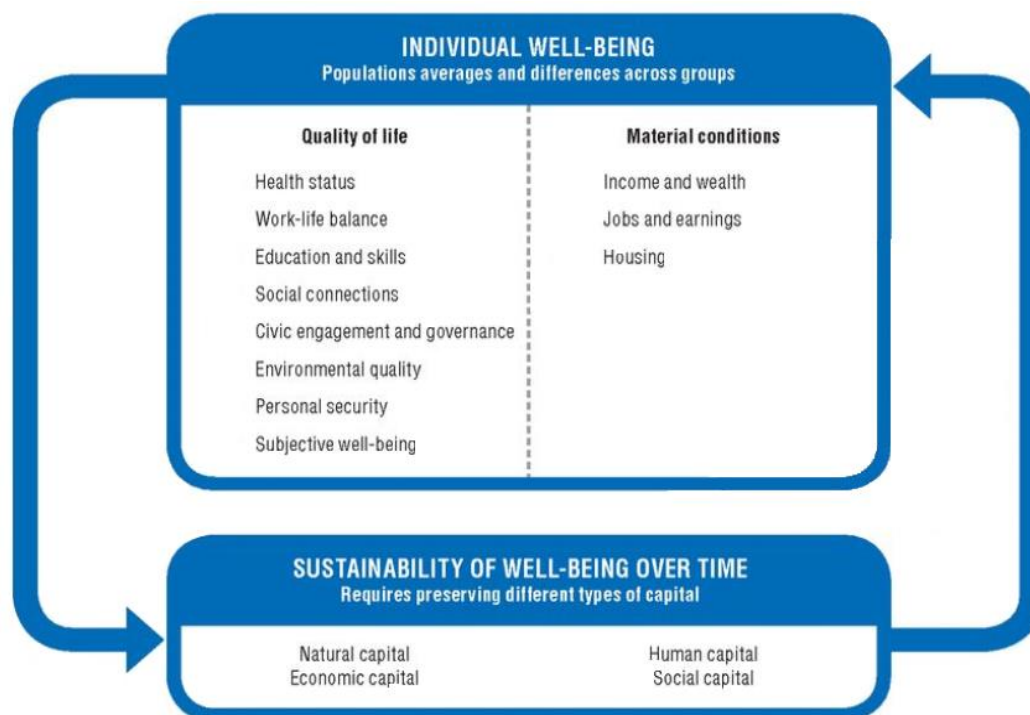 INDIVIDUAL WELL-BEING
Populations averages and differences across groups
Quality of life
Health status
Work-life balance
Education and skills
Social connections
Civic engagement and governance
Environmental quality
Personal security
Subjective well-being
Material conditions
Income and wealth
Jobs and earnings
Housing
SUSTAINABILITY OF WELL-BEING OVER TIME
Requires preserving different types of capital
Natural capital
Economic capital
Human capital
Social capital